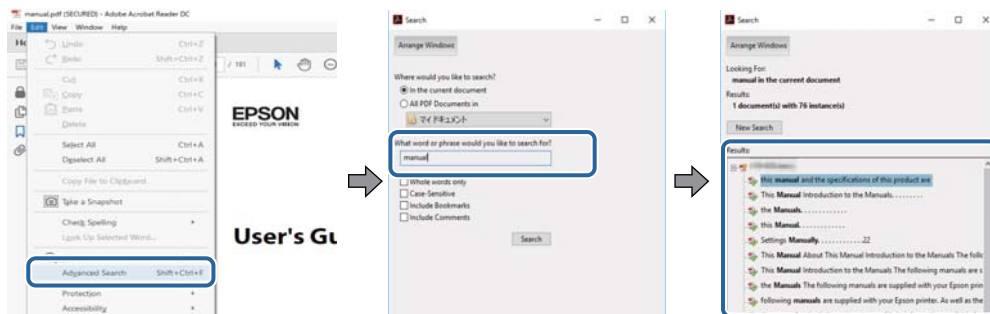 manual.pdf (SECURED) - Adobe Acrobat Reader DC
File Edit View Window Help
Undo Ctrl+Z
Redo Shift+Ctrl+Z
Cut Ctrl+X
Copy Ctrl+C
Paste Ctrl+V
Delete
Select All Ctrl+A
Deselect All Shift+Ctrl+A
Copy File to Clipboard
Take a Snapshot
Check Spelling
Look Up Selected Word...
Advanced Search Shift+Ctrl+F
Protection
Accessibility
/ 191
EPSON
EXCEED YOUR VISION
User's Gu
Search
Arrange Windows
Where would you like to search?
In the current document
All PDF Documents in
マイ ドキュメント
What word or phrase would you like to search for?
manual
Whole words only
Case-Sensitive
Include Bookmarks
Include Comments
Search
Search
Arrange Windows
Looking For:
manual in the current document
Results:
1 document(s) with 76 instance(s)
New Search
Results:
this manual and the specifications of this product are
This Manual Introduction to the Manuals.........
the Manuals.............
this Manual.............
Settings Manually.............22
This Manual About This Manual Introduction to the Manuals The follo
This Manual Introduction to the Manuals The following manuals are s
the Manuals The following manuals are supplied with your Epson prin
following manuals are supplied with your Epson printer. As well as the